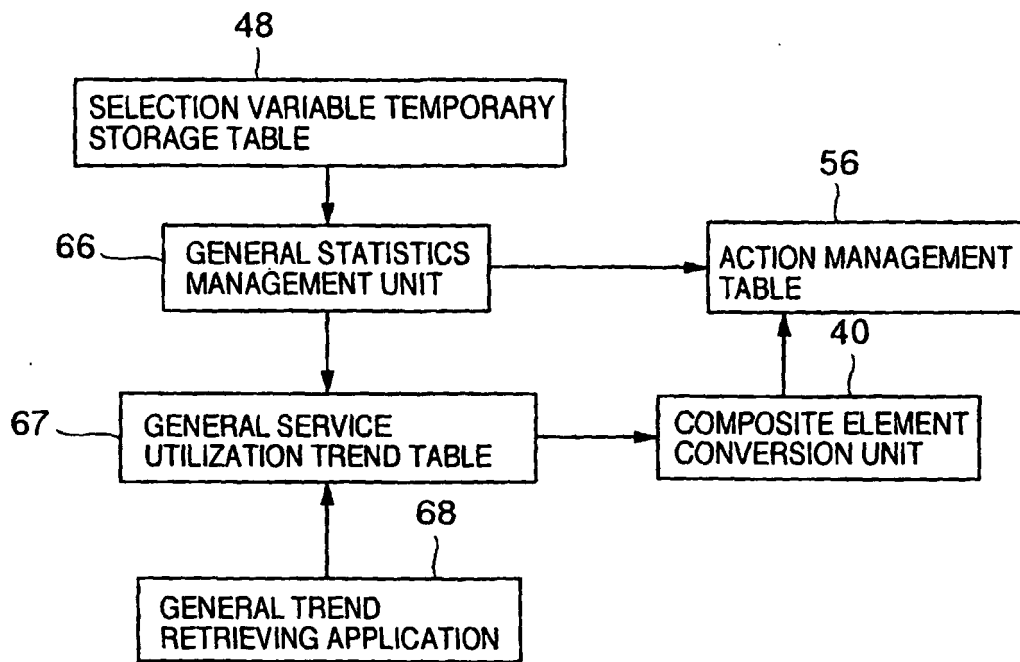 48
SELECTION VARIABLE TEMPORARY
STORAGE TABLE
56
66
GENERAL STATISTICS
MANAGEMENT UNIT
ACTION MANAGEMENT
TABLE
40
67
GENERAL SERVICE
UTILIZATION TREND TABLE
COMPOSITE ELEMENT
CONVERSION UNIT
68
GENERAL TREND
RETRIEVING APPLICATION